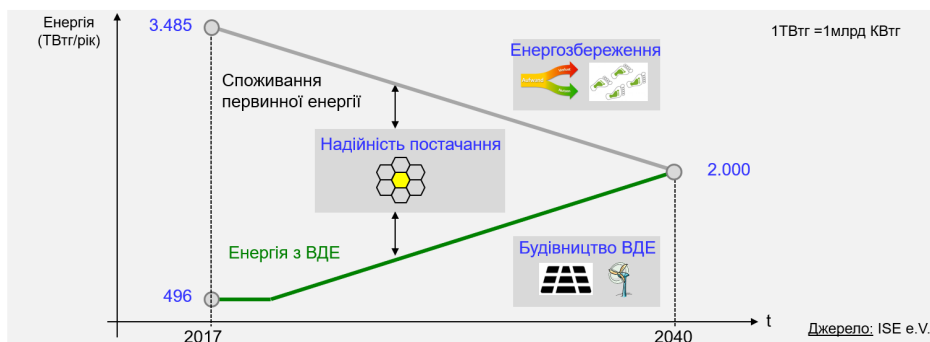 Енергія
(ТВтг/рік)
3.485
1ТВтг =1млрд КВтг
Енергозбереження
Споживання
первинної енергії
Надійність постачання
2.000
Енергія з ВДЕ
Будівництво ВДЕ
496
t
2017
2040
Джерело: ISE e.V.